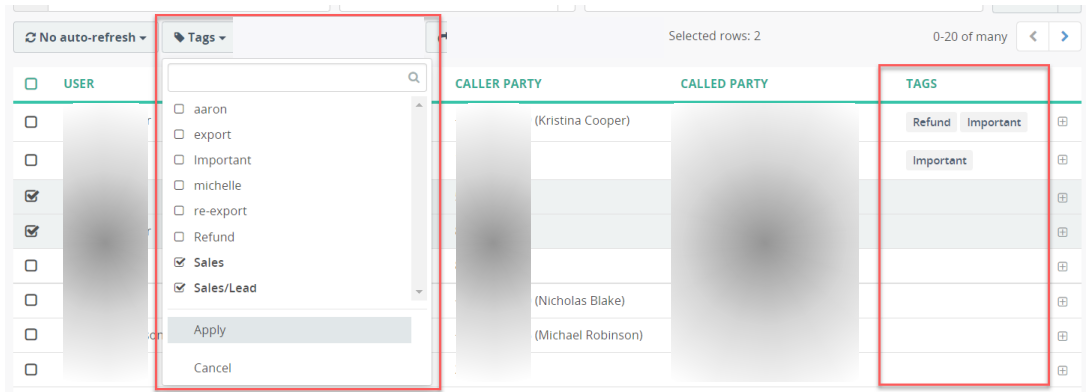 No auto-refresh Tags Selected rows: 2 0-20 of many
USER CALLER PARTY CALLED PARTY TAGS
aaron
export
Important
michelle
re-export
Refund
Sales
Sales/Lead
Apply
Cancel
(Kristina Cooper) Refund Important
Important
(Nicholas Blake)
(Michael Robinson)